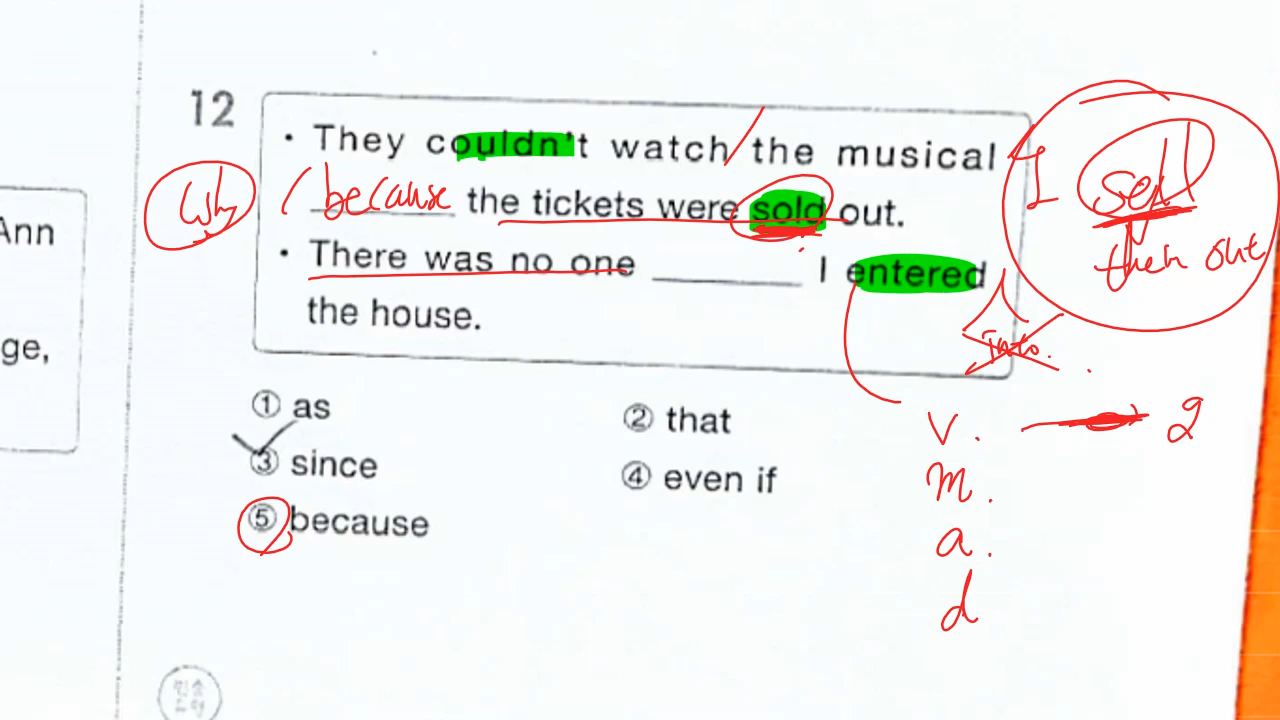 12
• They couldn't watch the musical
Why because the tickets were sold out.
• There was no one ________ I entered
the house.
I sell
them out
into.
Ann
ge,
① as
② that
③ since
④ even if
⑤ because
v. 2
m.
a.
d